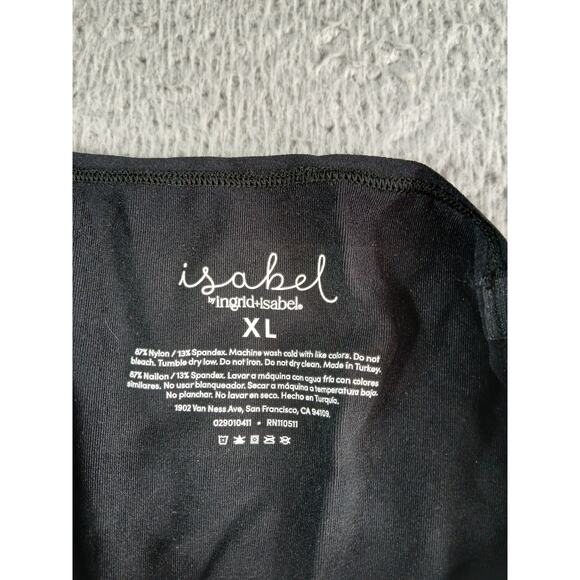 isabel
by ingrid+isabel®
XL
87% Nylon / 13% Spandex. Machine wash cold with like colors. Do not
bleach. Tumble dry low. Do not iron. Do not dry clean. Made in Turkey.
87% Nailon / 13% Spandex. Lavar a máquina con agua fría con colores
similares. No usar blanqueador. Secar a máquina a temperatura baja.
No planchar. No lavar en seco. Hecho en Turquía.
1902 Van Ness Ave, San Francisco, CA 94109.
029010411 • RN110511